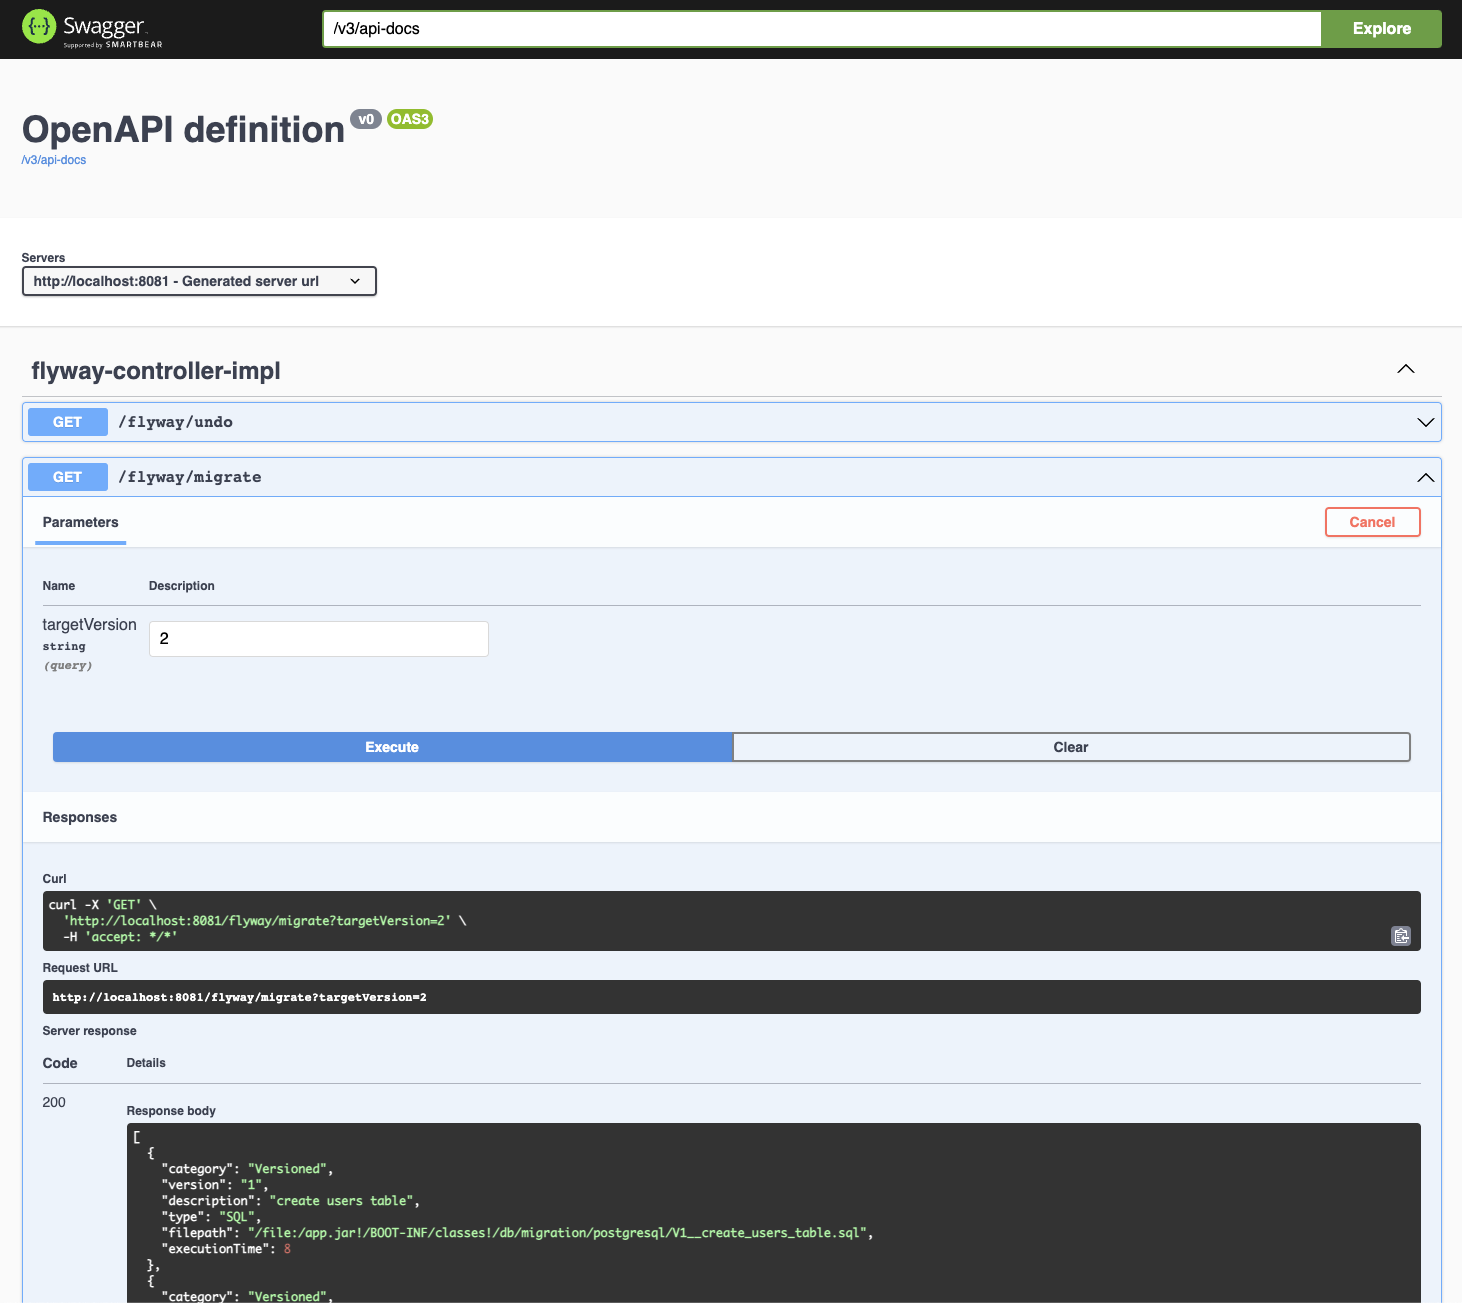 Swagger
Supported by SMARTBEAR
/v3/api-docs
Explore
OpenAPI definition v0 OAS3
/v3/api-docs
Servers
http://localhost:8081 - Generated server url
flyway-controller-impl
GET /flyway/undo
GET /flyway/migrate
Parameters
Cancel
Name Description
targetVersion
string
(query)
2
Execute
Clear
Responses
Curl
curl -X 'GET' \
'http://localhost:8081/flyway/migrate?targetVersion=2' \
-H 'accept: */*'
Request URL
http://localhost:8081/flyway/migrate?targetVersion=2
Server response
Code Details
200
Response body
[
{
"category": "Versioned",
"version": "1",
"description": "create users table",
"type": "SQL",
"filepath": "/file:/app.jar!/BOOT-INF/classes!/db/migration/postgresql/V1__create_users_table.sql",
"executionTime": 8
},
{
"category": "Versioned",